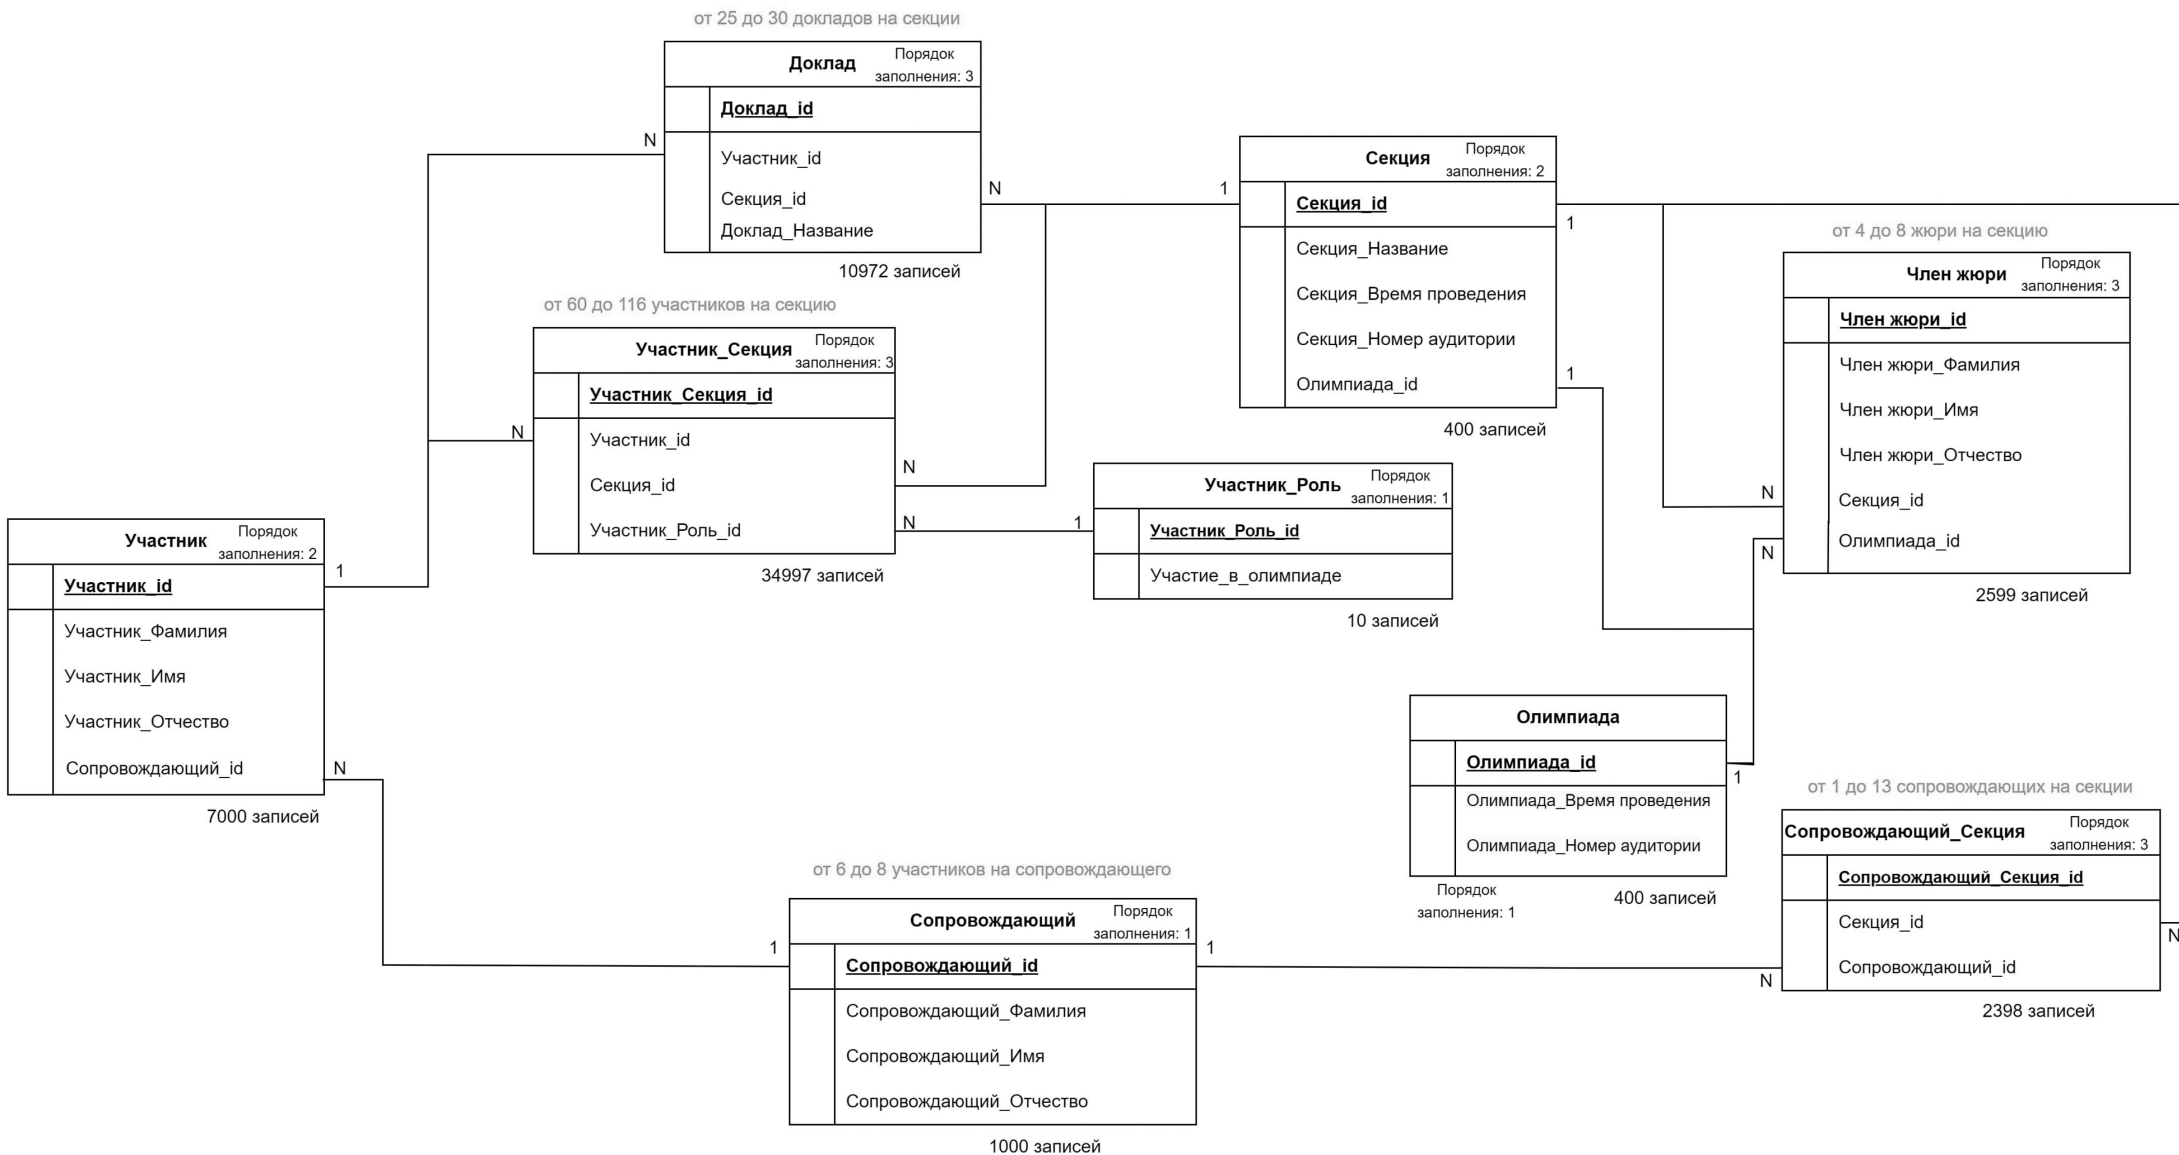 от 25 до 30 докладов на секции
Доклад
Порядок
заполнения: 3
Доклад_id
Участник_id
Секция_id
Доклад_Название
10972 записей
N
N
1
Секция
Порядок
заполнения: 2
Секция_id
Секция_Название
Секция_Время проведения
Секция_Номер аудитории
Олимпиада_id
400 записей
1
1
от 4 до 8 жюри на секцию
Член жюри
Порядок
заполнения: 3
Член жюри_id
Член жюри_Фамилия
Член жюри_Имя
Член жюри_Отчество
Секция_id
Олимпиада_id
2599 записей
N
N
от 60 до 116 участников на секцию
Участник_Секция
Порядок
заполнения: 3
Участник_Секция_id
Участник_id
Секция_id
Участник_Роль_id
34997 записей
N
N
N
1
Участник_Роль
Порядок
заполнения: 1
Участник_Роль_id
Участие_в_олимпиаде
10 записей
Участник
Порядок
заполнения: 2
Участник_id
Участник_Фамилия
Участник_Имя
Участник_Отчество
Сопровождающий_id
7000 записей
1
N
Олимпиада
Олимпиада_id
Олимпиада_Время проведения
Олимпиада_Номер аудитории
Порядок
заполнения: 1
400 записей
1
от 6 до 8 участников на сопровождающего
Сопровождающий
Порядок
заполнения: 1
Сопровождающий_id
Сопровождающий_Фамилия
Сопровождающий_Имя
Сопровождающий_Отчество
1000 записей
1
1
от 1 до 13 сопровождающих на секции
Сопровождающий_Секция
Порядок
заполнения: 3
Сопровождающий_Секция_id
Секция_id
Сопровождающий_id
2398 записей
N
N